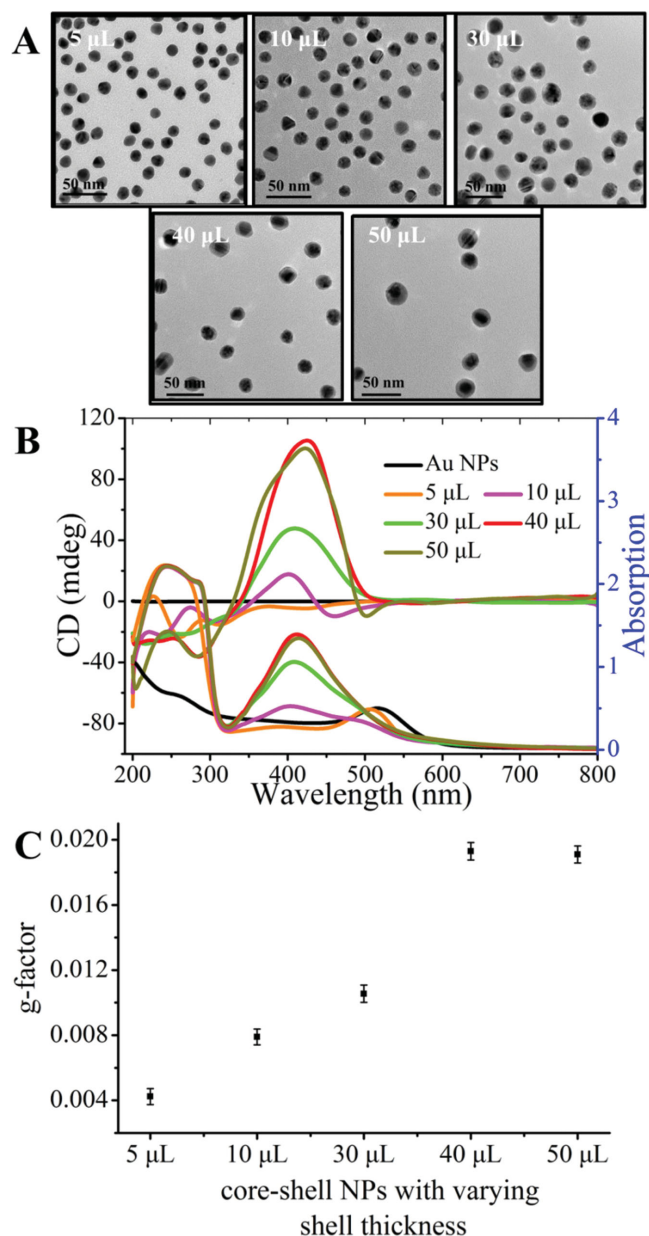 A
5 µL
10 µL
30 µL
50 nm
50 nm
50 nm
40 µL
50 µL
50 nm
50 nm
B
120
80
40
0
-40
-80
CD (mdeg)
Au NPs
5 µL
10 µL
30 µL
40 µL
50 µL
4
3
2
1
0
Absorption
200
300
400
500
600
700
800
Wavelength (nm)
C
0.020
0.016
0.012
0.008
0.004
g-factor
5 µL
10 µL
30 µL
40 µL
50 µL
core-shell NPs with varying
shell thickness